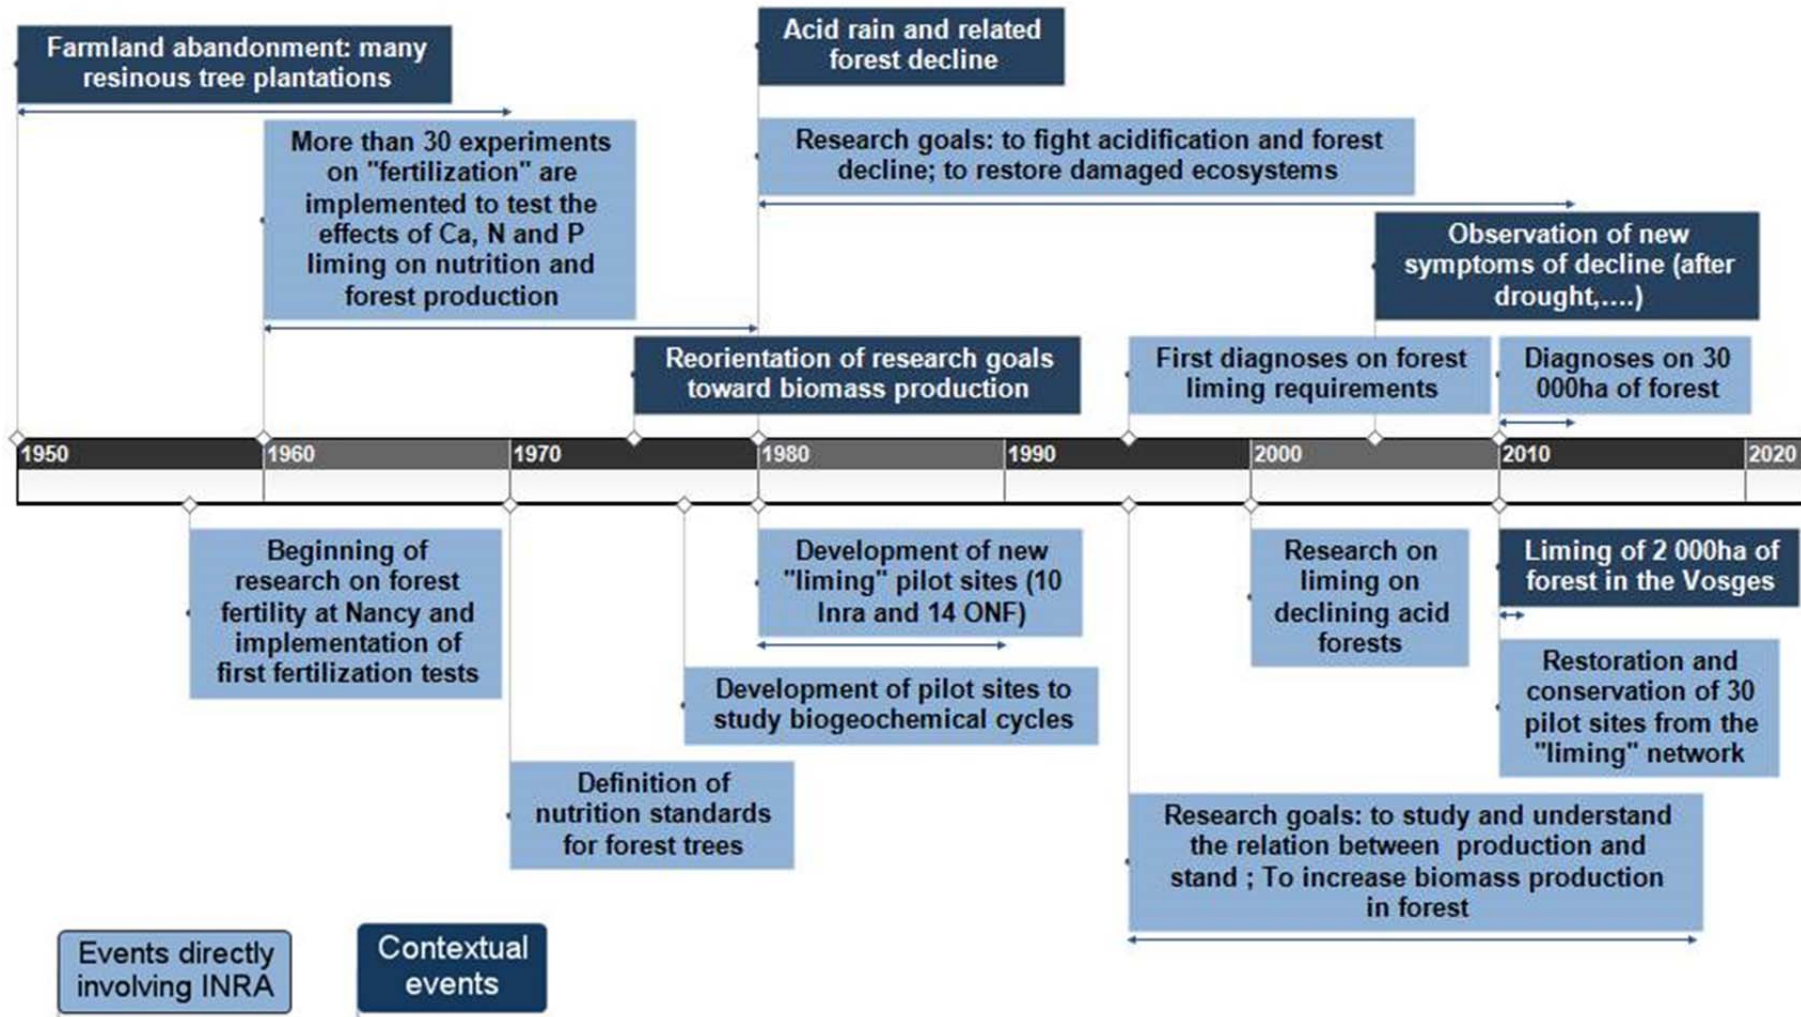 Farmland abandonment: many
resinous tree plantations
Acid rain and related
forest decline
More than 30 experiments
on "fertilization" are
implemented to test the
effects of Ca, N and P
liming on nutrition and
forest production
Research goals: to fight acidification and forest
decline; to restore damaged ecosystems
Observation of new
symptoms of decline (after
drought,....)
Reorientation of research goals
toward biomass production
First diagnoses on forest
liming requirements
Diagnoses on 30
000ha of forest
1950
1960
1970
1980
1990
2000
2010
2020
Beginning of
research on forest
fertility at Nancy and
implementation of
first fertilization tests
Development of new
"liming" pilot sites (10
Inra and 14 ONF)
Research on
liming on
declining acid
forests
Liming of 2 000ha of
forest in the Vosges
Development of pilot sites to
study biogeochemical cycles
Restoration and
conservation of 30
pilot sites from the
"liming" network
Definition of
nutrition standards
for forest trees
Research goals: to study and understand
the relation between production and
stand ; To increase biomass production
in forest
Events directly
involving INRA
Contextual
events